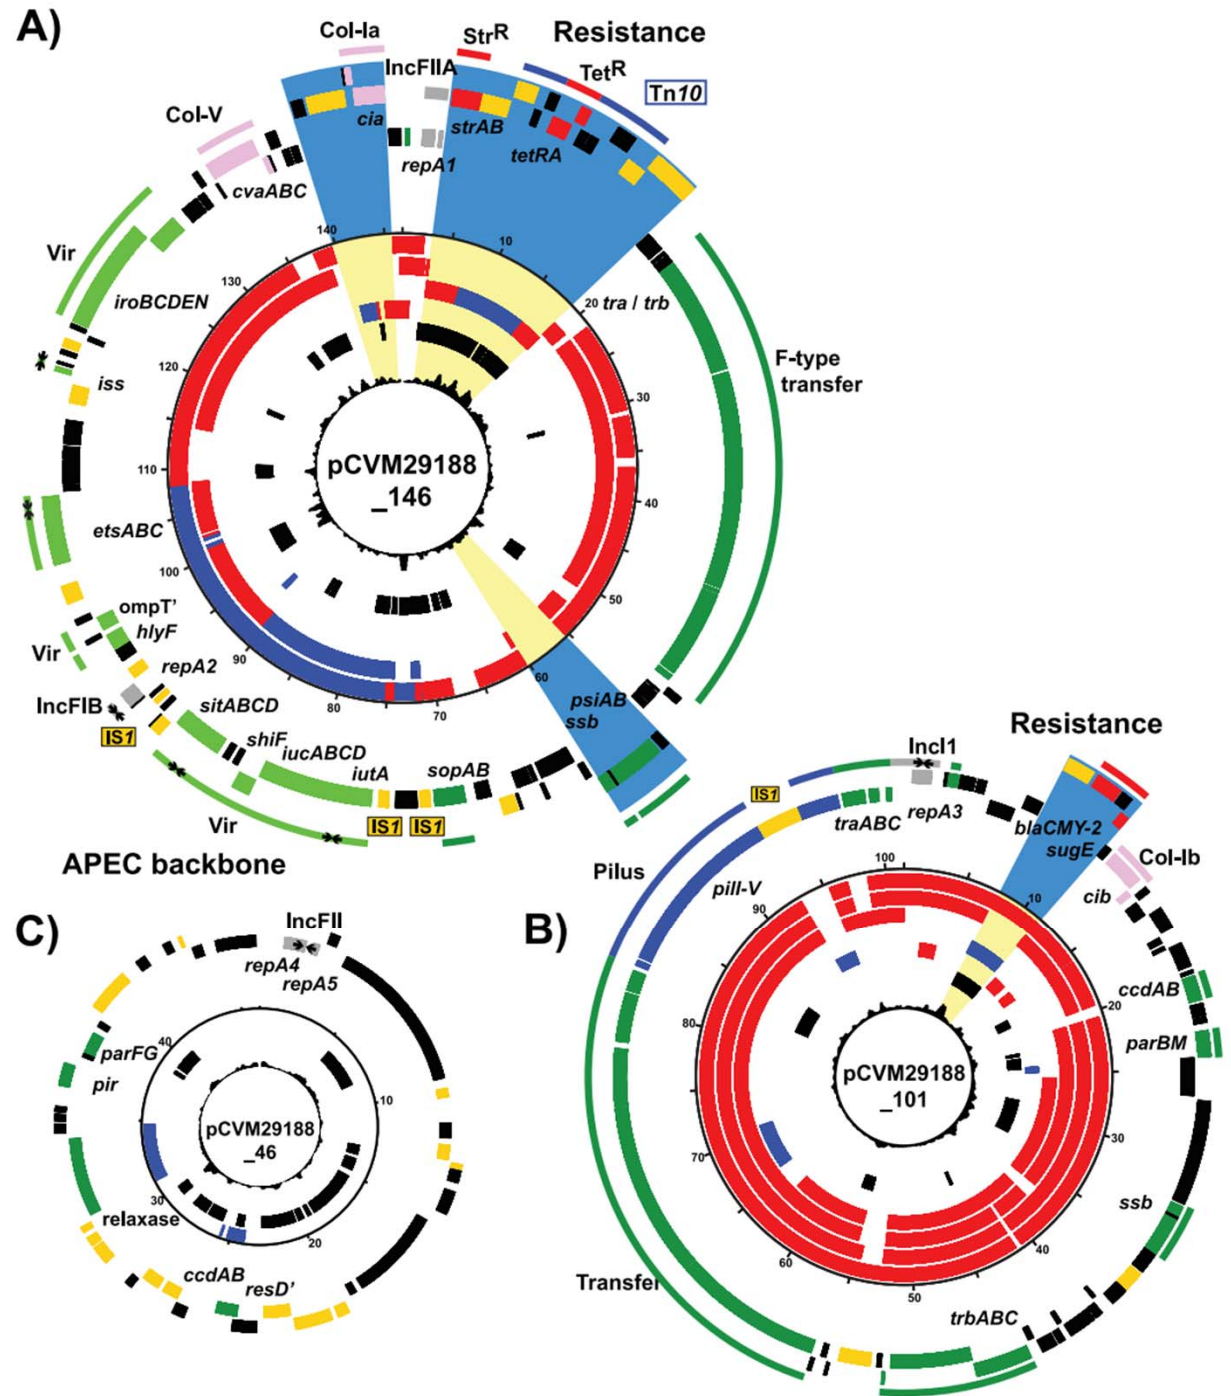 A)
Col-Ia
StrR
Resistance
IncFIIA
TetR
Tn10
Col-V
cia
strAB
tetRA
repA1
cvaABC
Vir
140
10
130
20
tra / trb
iroBCDEN
F-type
transfer
120
iss
30
pCVM29188
_146
110
40
etsABC
100
50
ompT'
hlyF
Vir
90
repA2
60
psiAB
ssb
IncFIB
sitABCD
80
70
IS1
shiF
iucABCD
iutA
sopAB
Vir
IS1
IS1
APEC backbone
Resistance
IncI1
IS1
traABC
repA3
blaCMY-2
sugE
Col-Ib
Pilus
pilI-V
100
cib
90
10
B)
ccdAB
20
80
parBM
pCVM29188
_101
30
70
ssb
40
60
50
Transfer
trbABC
C)
IncFII
repA4
repA5
40
parFG
pir
10
pCVM29188
_46
30
relaxase
20
ccdAB
resD'